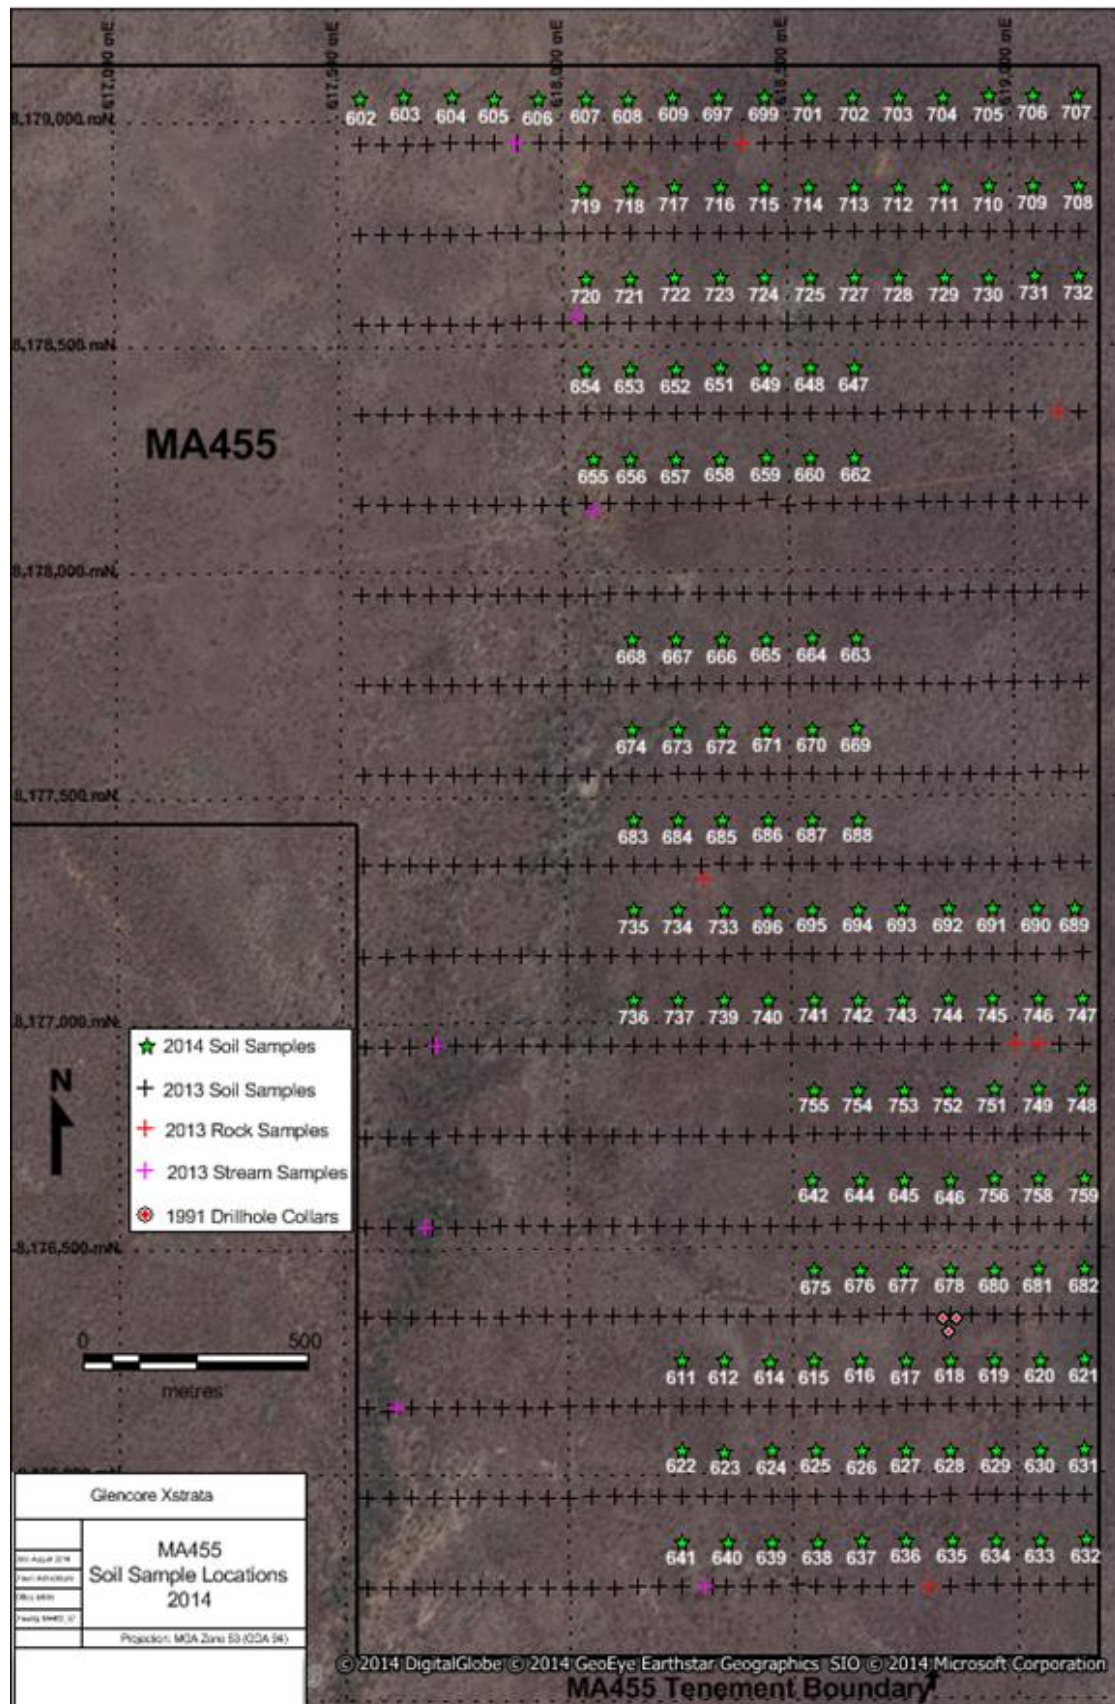 617,000 mE 617,500 mE 618,000 mE 618,500 mE 619,000 mE
8,179,000 mN
602 603 604 605 606 607 608 609 697 699 701 702 703 704 705 706 707
719 718 717 716 715 714 713 712 711 710 709 708
720 721 722 723 724 725 727 728 729 730 731 732
8,178,500 mN
654 653 652 651 649 648 647
MA455
655 656 657 658 659 660 662
8,178,000 mN
668 667 666 665 664 663
674 673 672 671 670 669
8,177,500 mN
683 684 685 686 687 688
735 734 733 696 695 694 693 692 691 690 689
736 737 739 740 741 742 743 744 745 746 747
8,177,000 mN
2014 Soil Samples
2013 Soil Samples
2013 Rock Samples
2013 Stream Samples
1991 Drillhole Collars
N
755 754 753 752 751 749 748
642 644 645 646 756 758 759
8,176,500 mN
675 676 677 678 680 681 682
0 500
metres
611 612 614 615 616 617 618 619 620 621
622 623 624 625 626 627 628 629 630 631
641 640 639 638 637 636 635 634 633 632
Glencore Xstrata
MA455
Soil Sample Locations
2014
Projection: MGA Zone 53 (GDA 94)
© 2014 DigitalGlobe © 2014 GeoEye Earthstar Geographics SIO © 2014 Microsoft Corporation
MA455 Tenement Boundary